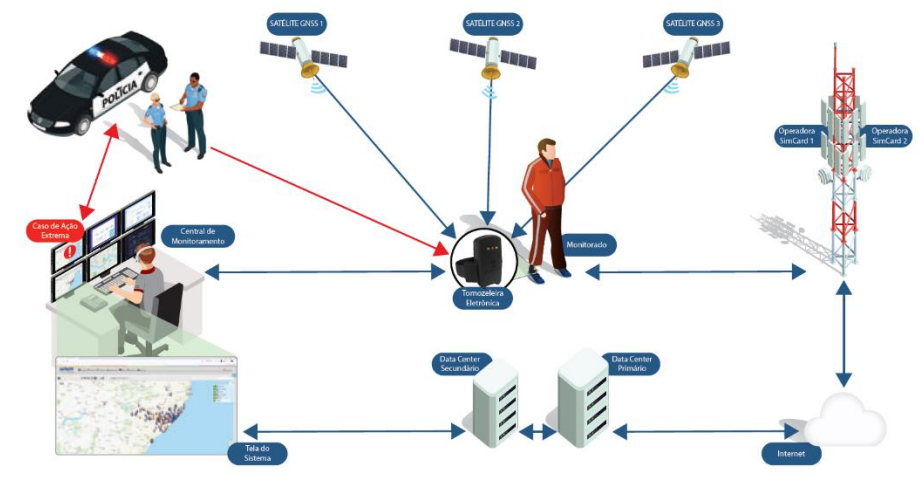 SATÉLITE GNSS 1
SATÉLITE GNSS 2
SATÉLITE GNSS 3
POLÍCIA
Operadora
SimCard 1
Operadora
SimCard 2
Caso de Ação
Extrema
!
Central de
Monitoramento
Monitorado
Tornozeleira
Eletrônica
Data Center
Secundário
Data Center
Primário
Tela do
Sistema
Internet